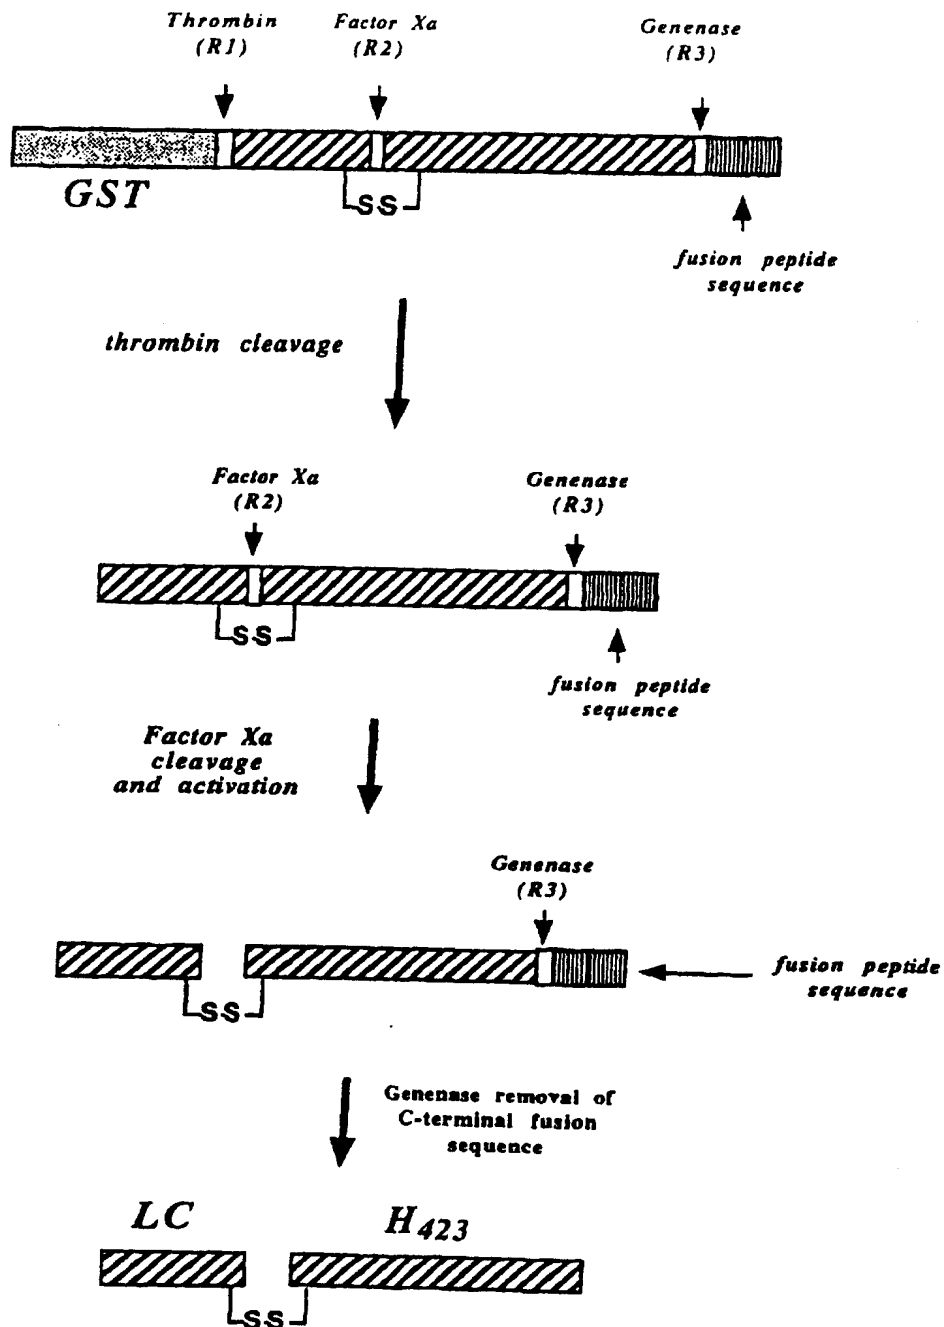 Thrombin
(R1)
Factor Xa
(R2)
Genenase
(R3)
GST
SS
fusion peptide
sequence
thrombin cleavage
Factor Xa
(R2)
Genenase
(R3)
SS
fusion peptide
sequence
Factor Xa
cleavage
and activation
Genenase
(R3)
SS
fusion peptide
sequence
Genenase removal of
C-terminal fusion
sequence
LC
H423
SS